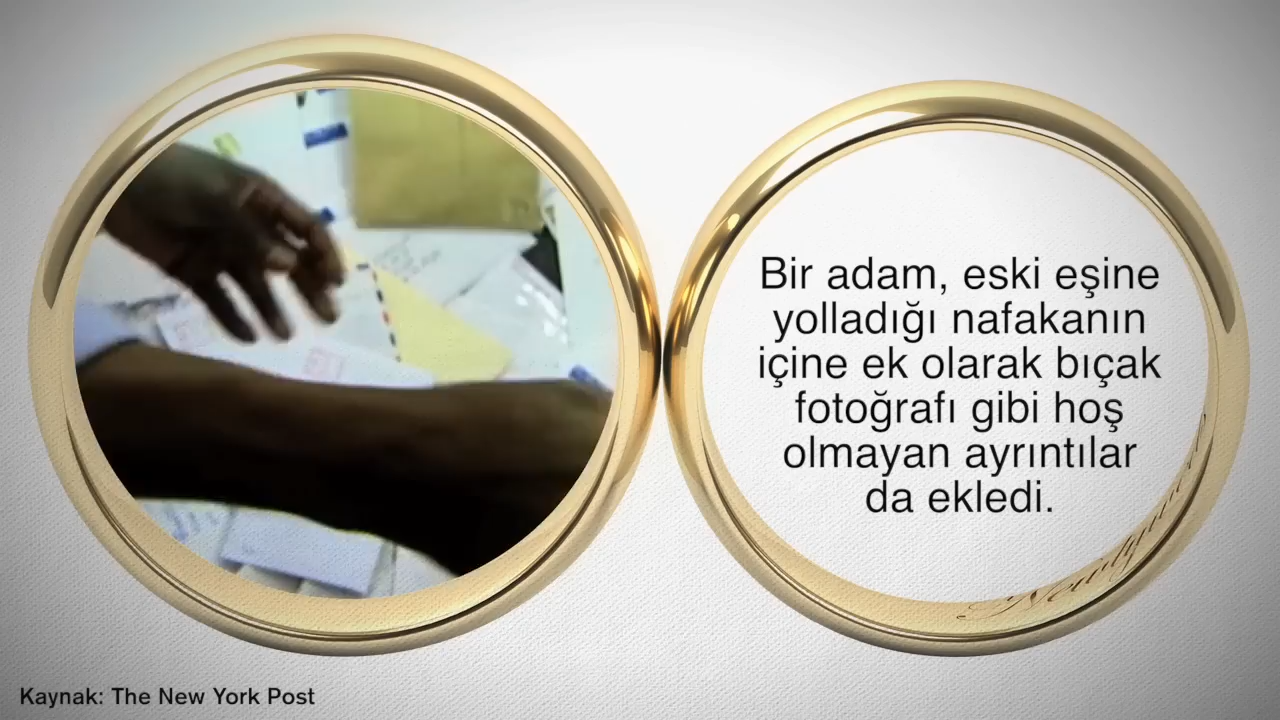 Bir adam, eski eşine
yolladığı nafakanın
içine ek olarak bıçak
fotoğrafı gibi hoş
olmayan ayrıntılar
da ekledi.
Kaynak: The New York Post